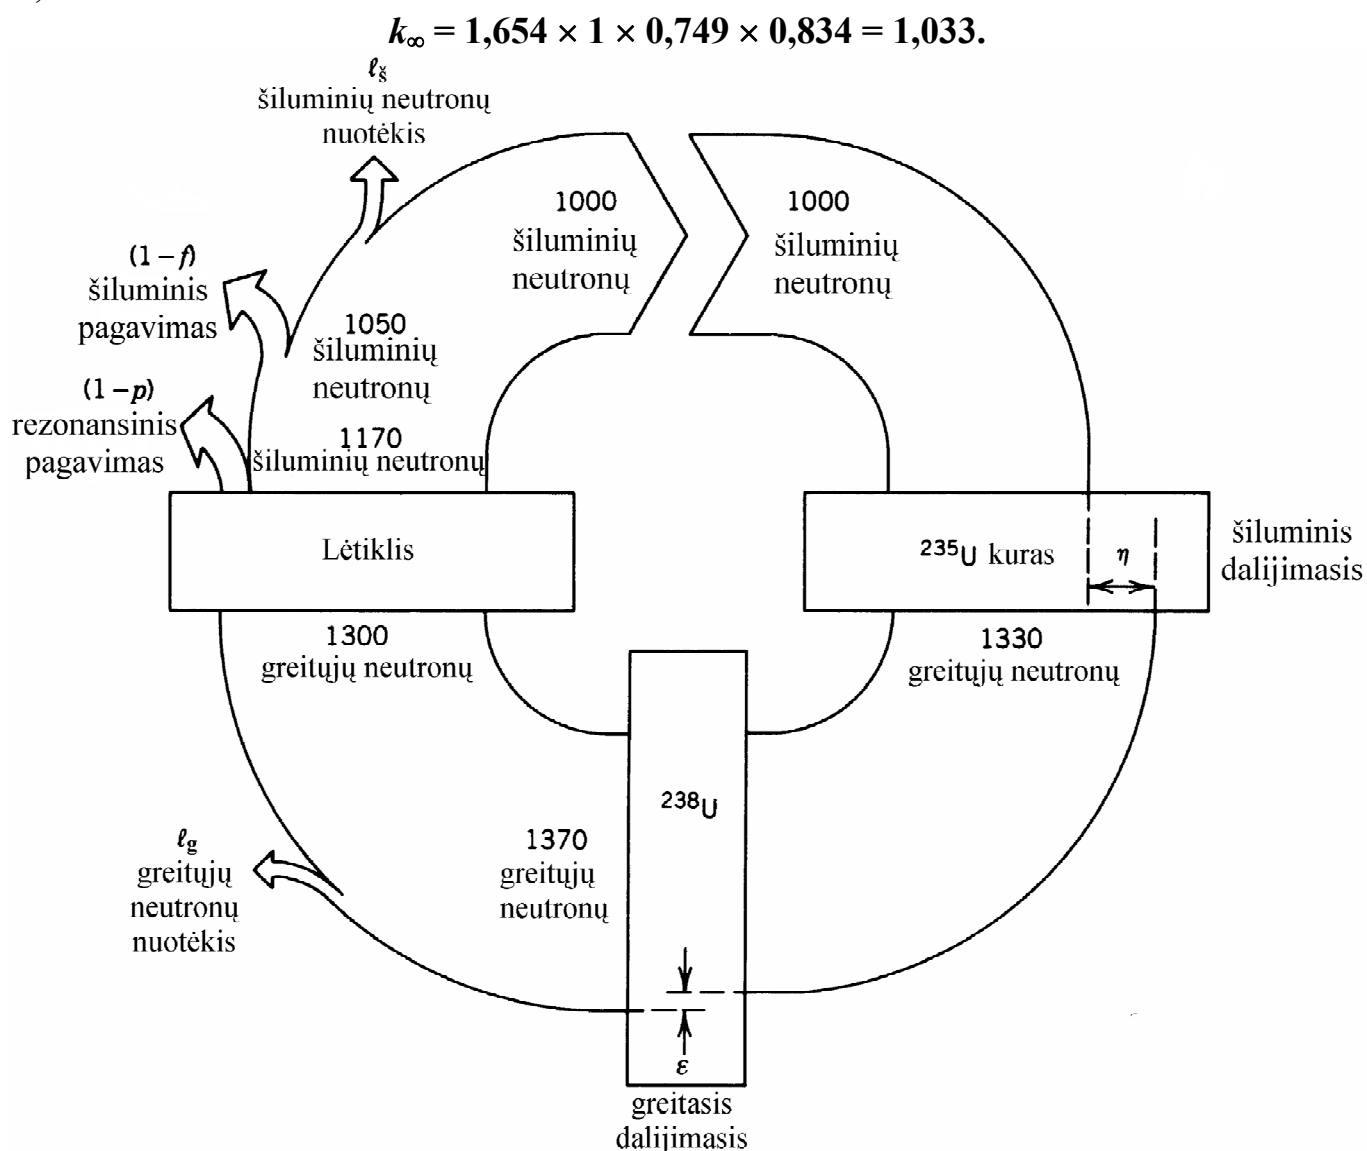 k∞ = 1,654 × 1 × 0,749 × 0,834 = 1,033.
ℓš
šiluminių neutronų
nuotėkis
1000
šiluminių
neutronų
1000
šiluminių
neutronų
(1 – f)
šiluminis
pagavimas
1050
šiluminių
neutronų
(1 – p)
rezonansinis
pagavimas
1170
šiluminių neutronų
Lėtiklis
235U kuras
η
šiluminis
dalijimasis
1300
greitųjų neutronų
1330
greitųjų neutronų
238U
ℓg
greitųjų
neutronų
nuotėkis
1370
greitųjų
neutronų
ε
greitasis
dalijimasis